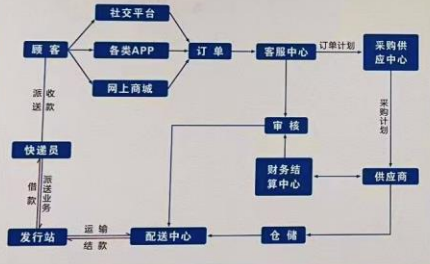 社交平台
顾客
各类APP
订单
客服中心
订单计划
采购供
应中心
网上商城
派送
收款
采购计划
审核
快递员
财务结
算中心
供应商
借款
派送业务
发行站
运输
结款
配送中心
仓储